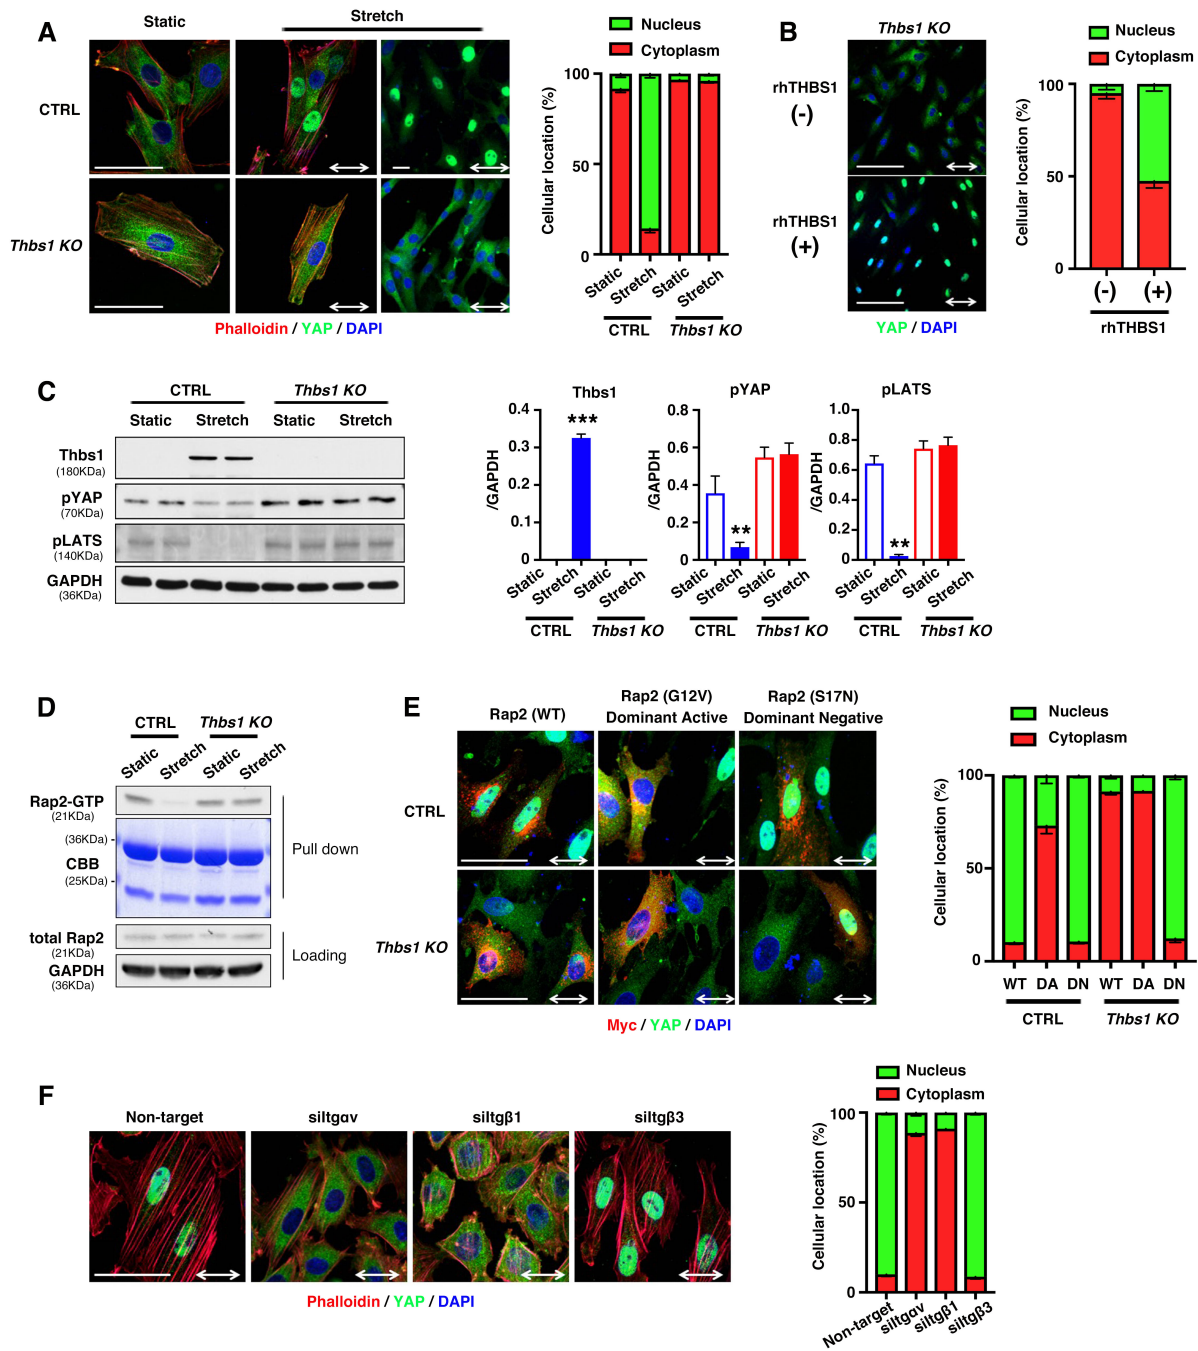 A
Static
Stretch
CTRL
Thbs1 KO
Phalloidin / YAP / DAPI
Nucleus
Cytoplasm
Cellular location (%)
100
50
0
Static
Stretch
Static
Stretch
CTRL
Thbs1 KO
B
Thbs1 KO
rhTHBS1
(-)
rhTHBS1
(+)
YAP / DAPI
Nucleus
Cytoplasm
Cellular location (%)
100
50
0
(-)
(+)
rhTHBS1
C
CTRL
Thbs1 KO
Static
Stretch
Static
Stretch
Thbs1
(180KDa)
pYAP
(70KDa)
pLATS
(140KDa)
GAPDH
(36KDa)
Thbs1
/GAPDH
0.4
0.3
0.2
0.1
0
***
Static
Stretch
Static
Stretch
CTRL
Thbs1 KO
pYAP
/GAPDH
0.8
0.6
0.4
0.2
0
**
Static
Stretch
Static
Stretch
CTRL
Thbs1 KO
pLATS
/GAPDH
1.0
0.8
0.6
0.4
0.2
0
**
Static
Stretch
Static
Stretch
CTRL
Thbs1 KO
D
CTRL
Thbs1 KO
Static
Stretch
Static
Stretch
Rap2-GTP
(21KDa)
(36KDa)
CBB
(25KDa)
Pull down
total Rap2
(21KDa)
GAPDH
(36KDa)
Loading
E
Rap2 (WT)
Rap2 (G12V)
Dominant Active
Rap2 (S17N)
Dominant Negative
CTRL
Thbs1 KO
Myc / YAP / DAPI
Nucleus
Cytoplasm
Cellular location (%)
100
50
0
WT DA DN WT DA DN
CTRL
Thbs1 KO
F
Non-target
siItgαv
siItgβ1
siItgβ3
Phalloidin / YAP / DAPI
Nucleus
Cytoplasm
Cellular location (%)
100
50
0
Non-target
siItgαv
siItgβ1
siItgβ3